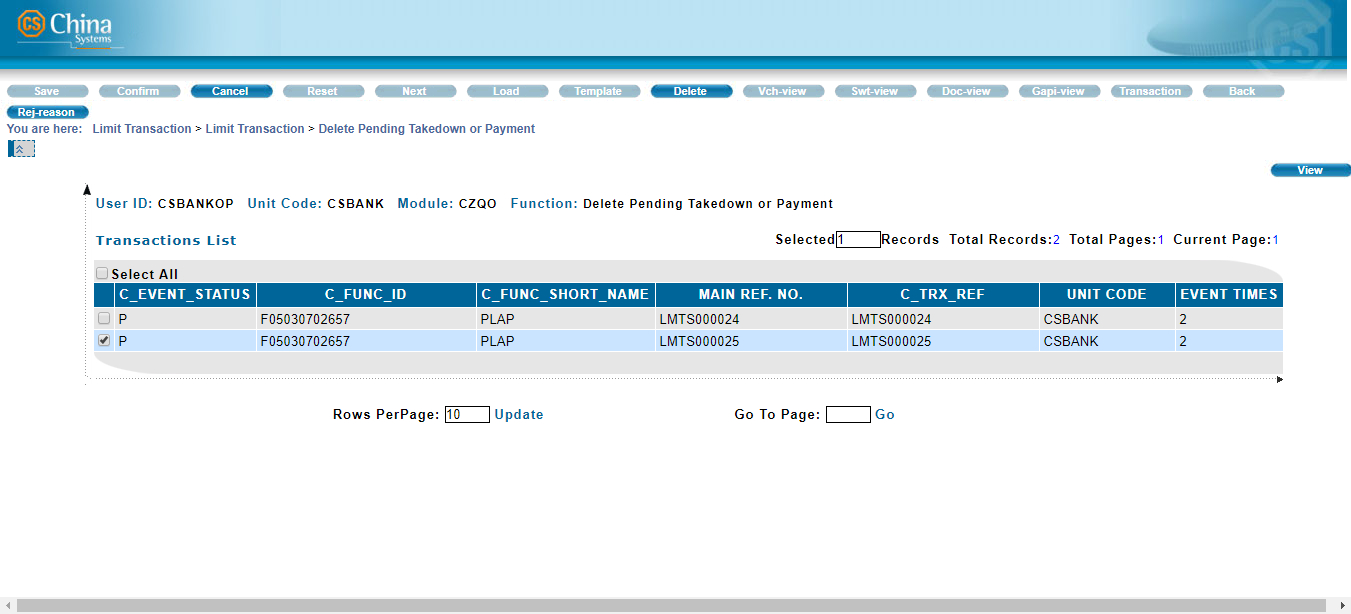 CS China Systems
Save Confirm Cancel Reset Next Load Template Delete Vch-view Swt-view Doc-view Gapi-view Transaction Back
Rej-reason
You are here: Limit Transaction > Limit Transaction > Delete Pending Takedown or Payment
View
User ID: CSBANKOP Unit Code: CSBANK Module: CZQO Function: Delete Pending Takedown or Payment
Transactions List Selected 1 Records Total Records:2 Total Pages:1 Current Page:1
Select All
C_EVENT_STATUS C_FUNC_ID C_FUNC_SHORT_NAME MAIN REF. NO. C_TRX_REF UNIT CODE EVENT TIMES
P F05030702657 PLAP LMTS000024 LMTS000024 CSBANK 2
P F05030702657 PLAP LMTS000025 LMTS000025 CSBANK 2
Rows PerPage: 10 Update Go To Page: Go